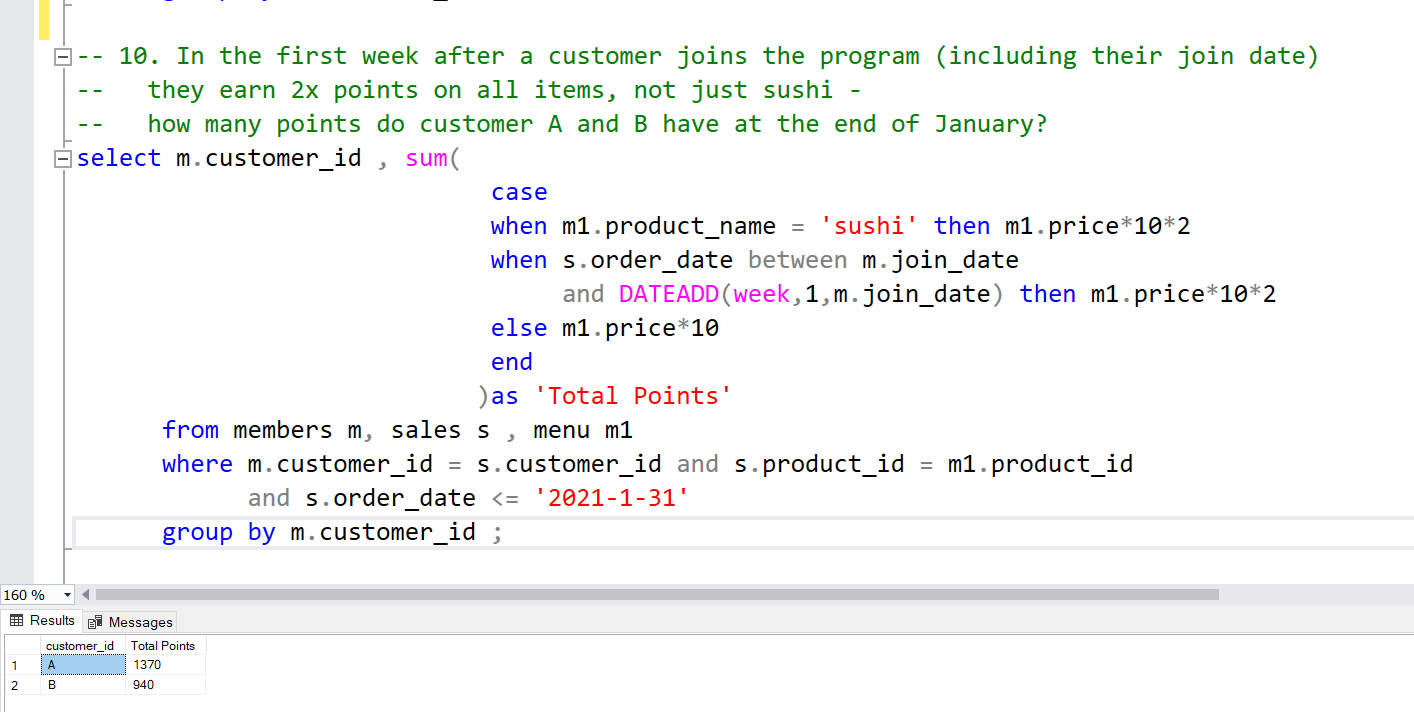 -- 10. In the first week after a customer joins the program (including their join date)
--   they earn 2x points on all items, not just sushi -
--   how many points do customer A and B have at the end of January?
select m.customer_id , sum(
case
when m1.product_name = 'sushi' then m1.price*10*2
when s.order_date between m.join_date
and DATEADD(week,1,m.join_date) then m1.price*10*2
else m1.price*10
end
)as 'Total Points'
from members m, sales s , menu m1
where m.customer_id = s.customer_id and s.product_id = m1.product_id
and s.order_date <= '2021-1-31'
group by m.customer_id ;
160 %
Results Messages
customer_id Total Points
1 A 1370
2 B 940